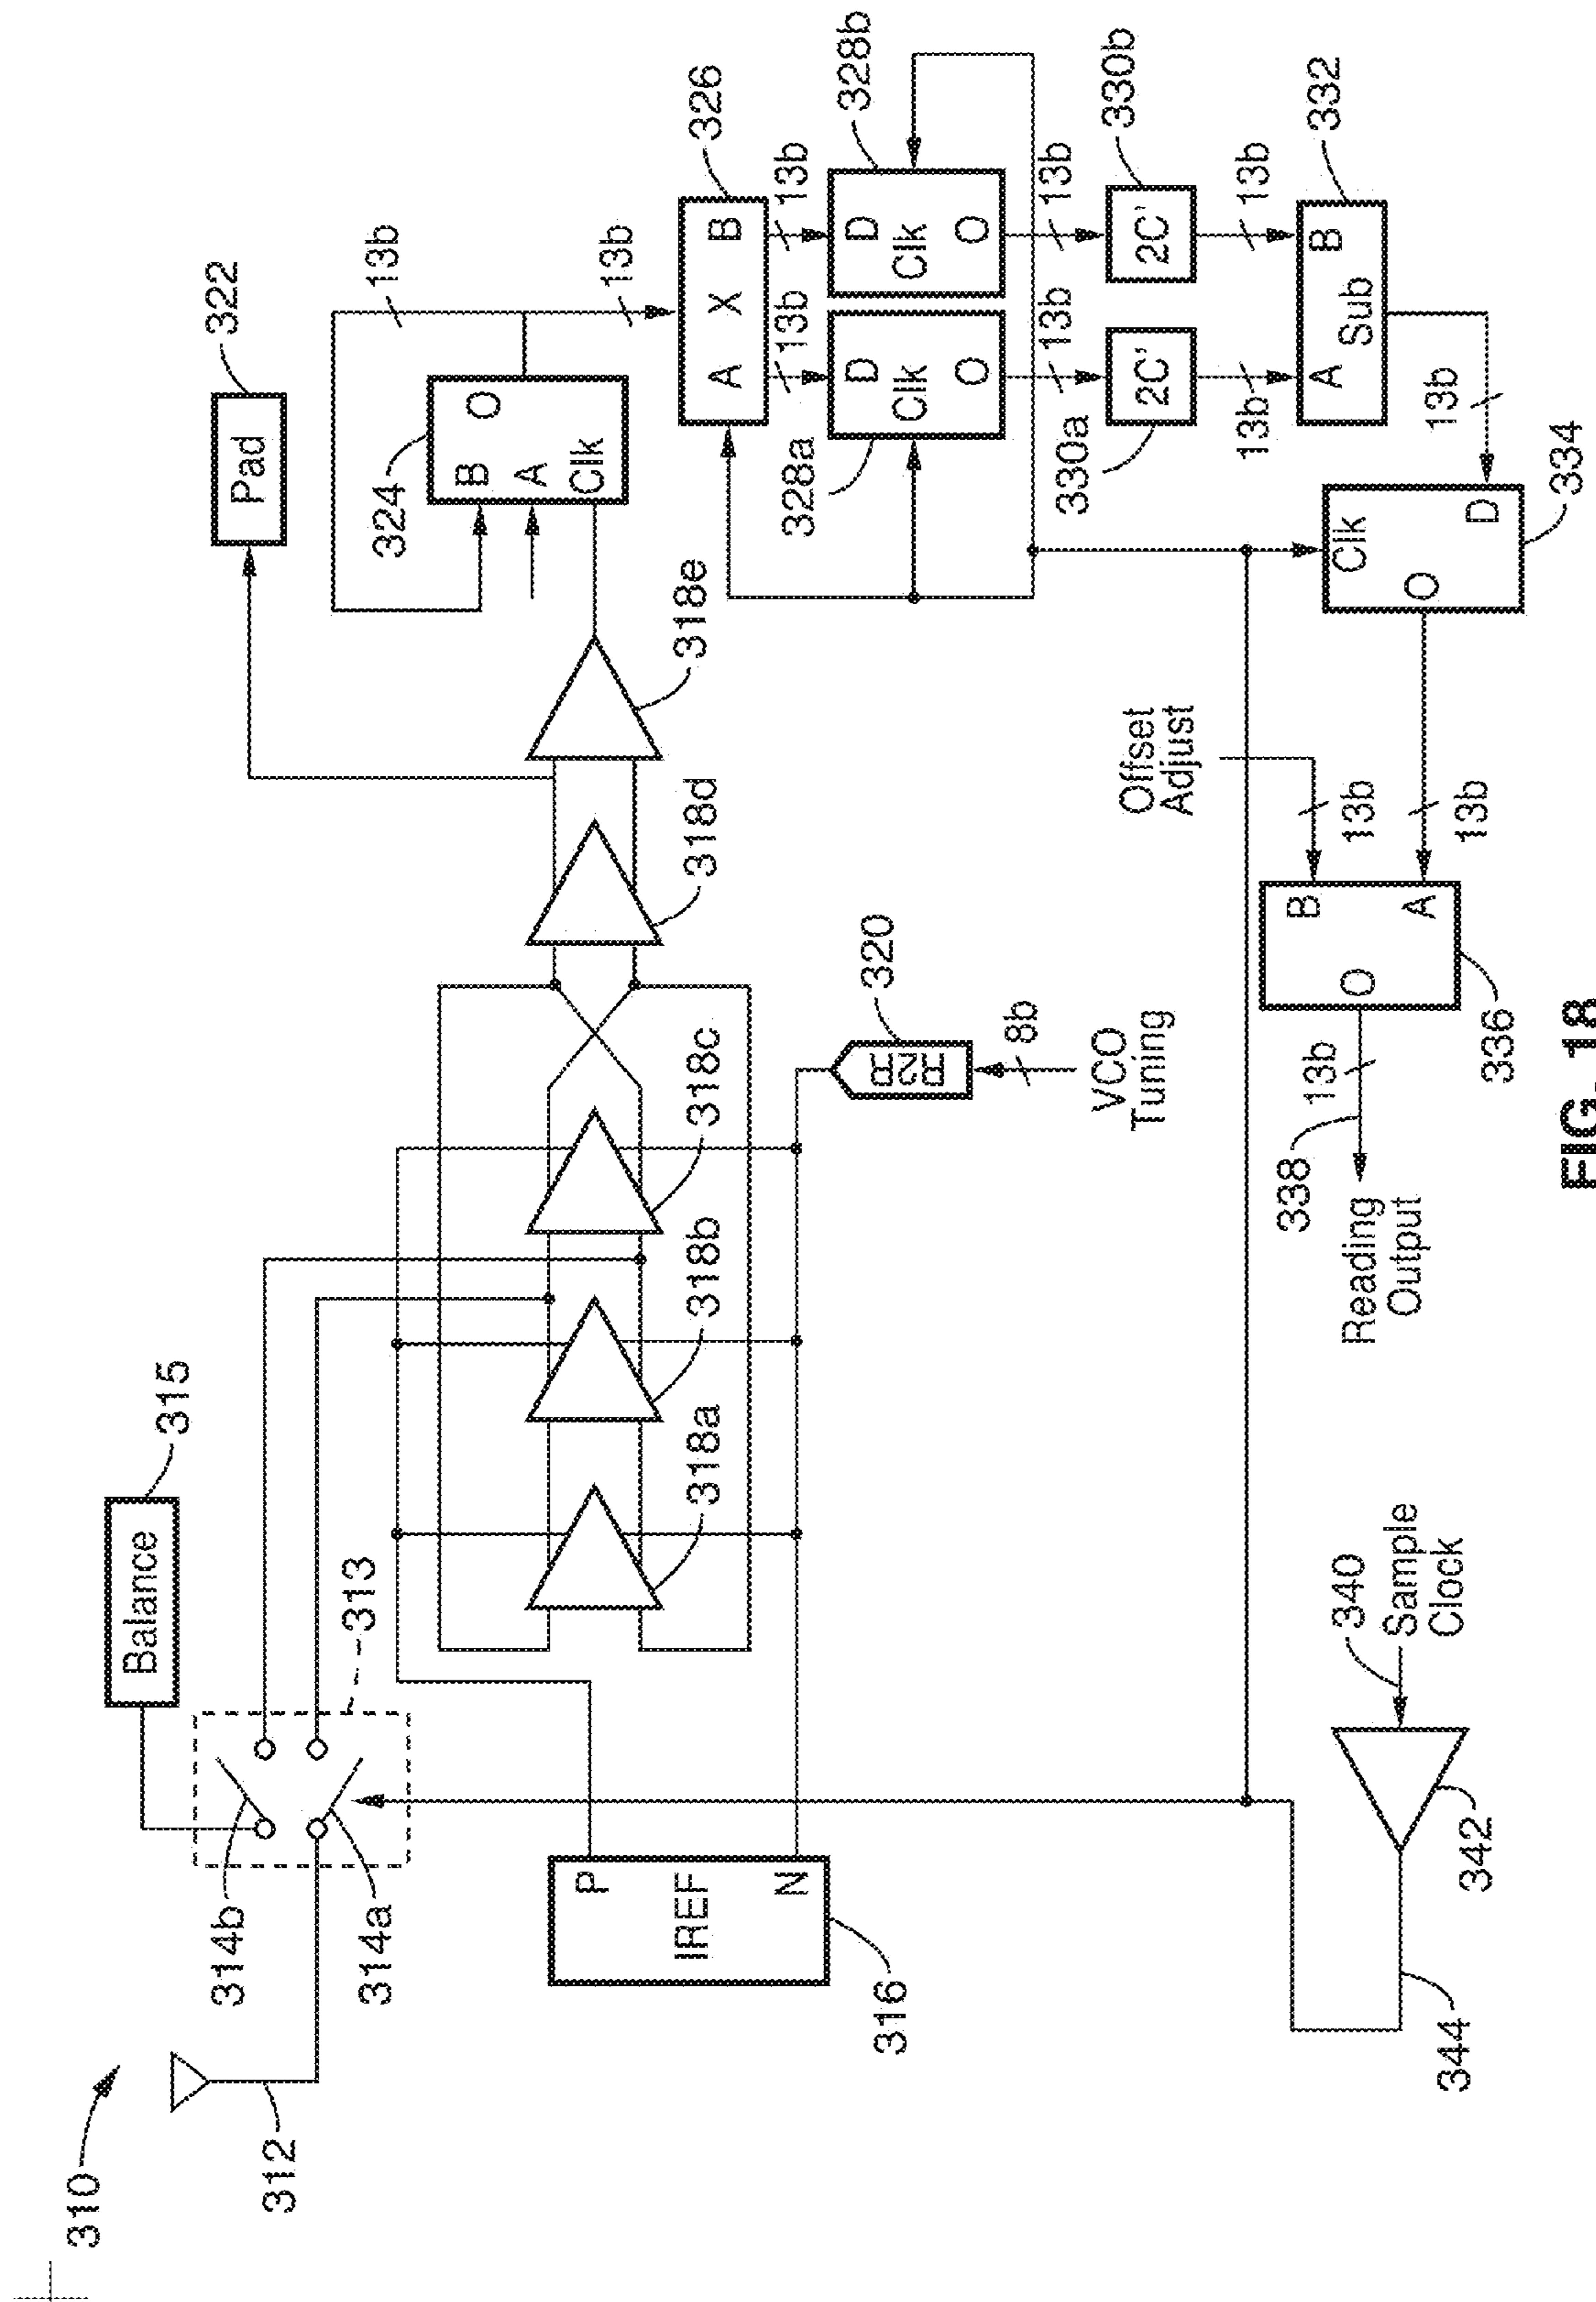 310
312
314b
314a
313
Balance
315
P
IREF
N
316
318a
318b
318c
318d
318e
R2R
320
8b
VCO
Tuning
Pad
322
324
B
O
A
Clk
13b
13b
326
A
X
B
13b
13b
328a
D
Clk
O
328b
D
Clk
O
13b
13b
330a
2C'
330b
2C'
13b
13b
332
A
B
Sub
13b
334
Clk
D
O
Offset
Adjust
13b
13b
336
B
A
O
13b
338
Reading
Output
340
Sample
Clock
342
344
FIG. 18